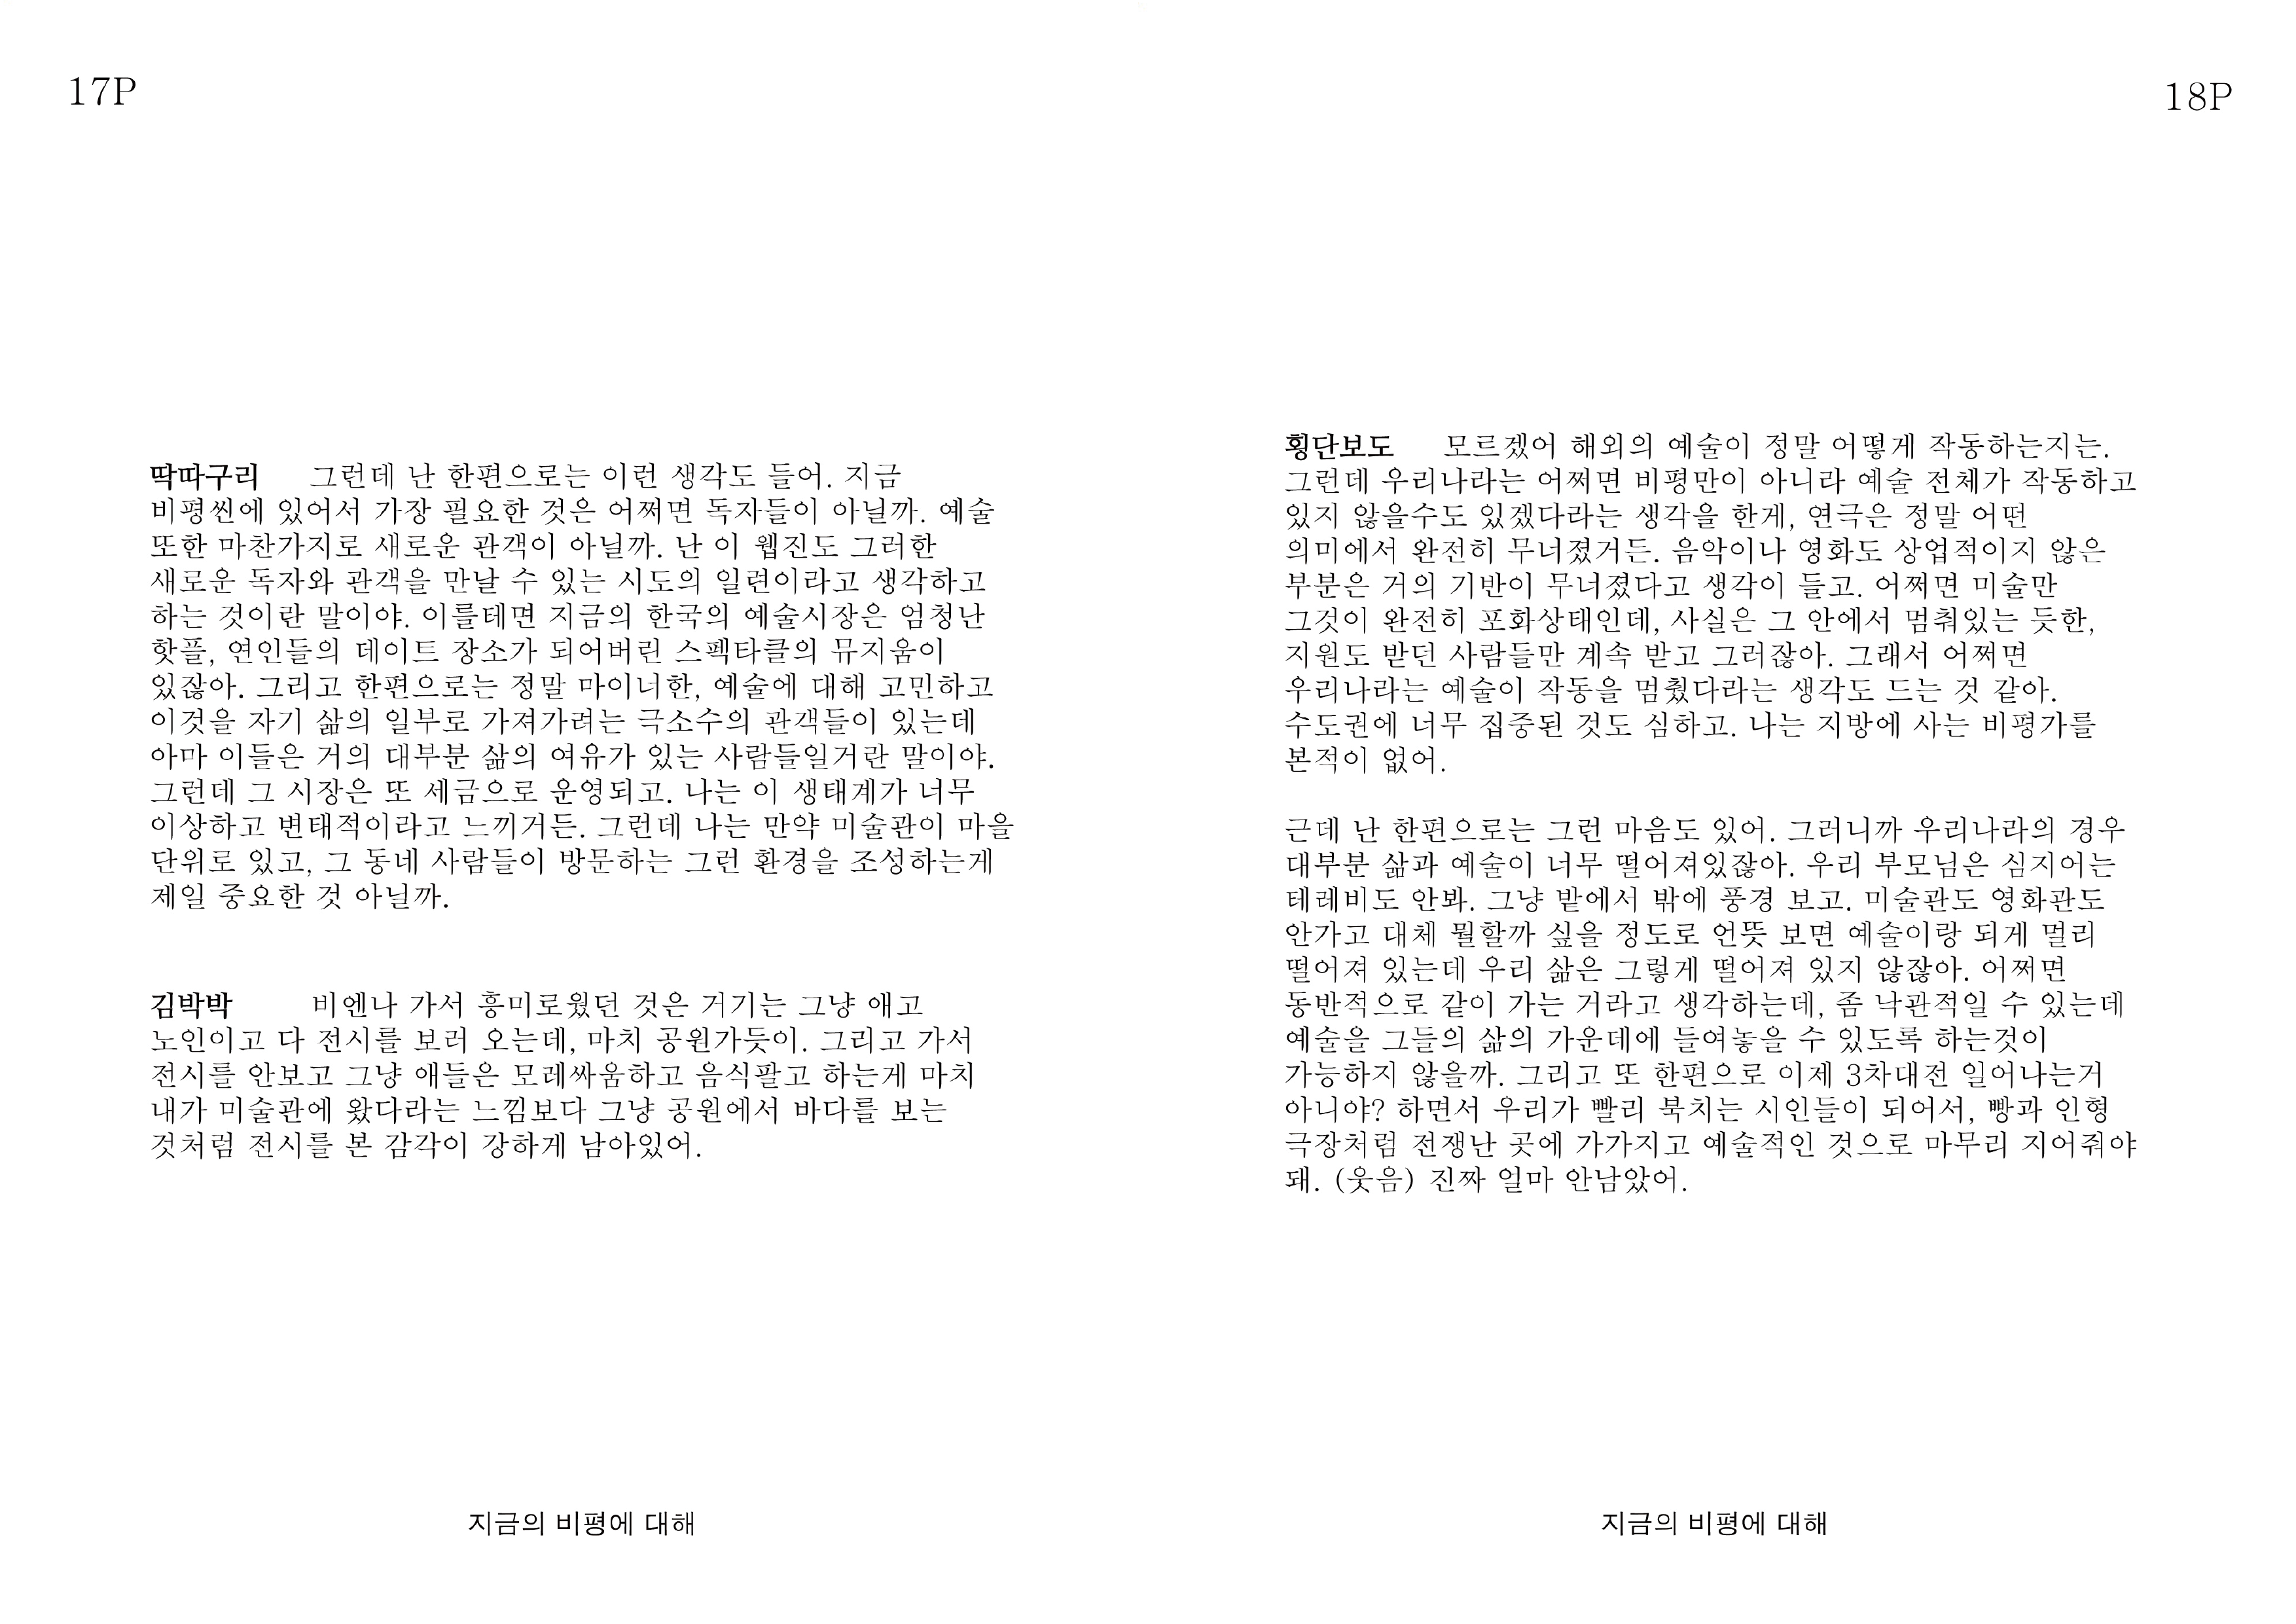 17P
딱따구리 그런데 난 한편으로는 이런 생각도 들어. 지금
비평씬에 있어서 가장 필요한 것은 어쩌면 독자들이 아닐까. 예술
또한 마찬가지로 새로운 관객이 아닐까. 난 이 웹진도 그러한
새로운 독자와 관객을 만날 수 있는 시도의 일련이라고 생각하고
하는 것이란 말이야. 이를테면 지금의 한국의 예술시장은 엄청난
핫플, 연인들의 데이트 장소가 되어버린 스펙타클의 뮤지움이
있잖아. 그리고 한편으로는 정말 마이너한, 예술에 대해 고민하고
이것을 자기 삶의 일부로 가져가려는 극소수의 관객들이 있는데
아마 이들은 거의 대부분 삶의 여유가 있는 사람들일거란 말이야.
그런데 그 시장은 또 세금으로 운영되고. 나는 이 생태계가 너무
이상하고 변태적이라고 느끼거든. 그런데 나는 만약 미술관이 마을
단위로 있고, 그 동네 사람들이 방문하는 그런 환경을 조성하는게
제일 중요한 것 아닐까.
김박박 비엔나 가서 흥미로웠던 것은 거기는 그냥 애고
노인이고 다 전시를 보러 오는데, 마치 공원가듯이. 그리고 가서
전시를 안보고 그냥 애들은 모레싸움하고 음식팔고 하는게 마치
내가 미술관에 왔다라는 느낌보다 그냥 공원에서 바다를 보는
것처럼 전시를 본 감각이 강하게 남아있어.
지금의 비평에 대해
18P
횡단보도 모르겠어 해외의 예술이 정말 어떻게 작동하는지는.
그런데 우리나라는 어쩌면 비평만이 아니라 예술 전체가 작동하고
있지 않을수도 있겠다라는 생각을 한게, 연극은 정말 어떤
의미에서 완전히 무너졌거든. 음악이나 영화도 상업적이지 않은
부분은 거의 기반이 무너졌다고 생각이 들고. 어쩌면 미술만
그것이 완전히 포화상태인데, 사실은 그 안에서 멈춰있는 듯한,
지원도 받던 사람들만 계속 받고 그러잖아. 그래서 어쩌면
우리나라는 예술이 작동을 멈췄다라는 생각도 드는 것 같아.
수도권에 너무 집중된 것도 심하고. 나는 지방에 사는 비평가를
본적이 없어.
근데 난 한편으로는 그런 마음도 있어. 그러니까 우리나라의 경우
대부분 삶과 예술이 너무 떨어져있잖아. 우리 부모님은 심지어는
테레비도 안봐. 그냥 밭에서 밖에 풍경 보고. 미술관도 영화관도
안가고 대체 뭘할까 싶을 정도로 언뜻 보면 예술이랑 되게 멀리
떨어져 있는데 우리 삶은 그렇게 떨어져 있지 않잖아. 어쩌면
동반적으로 같이 가는 거라고 생각하는데, 좀 낙관적일 수 있는데
예술을 그들의 삶의 가운데에 들여놓을 수 있도록 하는것이
가능하지 않을까. 그리고 또 한편으로 이제 3차대전 일어나는거
아니야? 하면서 우리가 빨리 북치는 시인들이 되어서, 빵과 인형
극장처럼 전쟁난 곳에 가가지고 예술적인 것으로 마무리 지어줘야
돼. (웃음) 진짜 얼마 안남았어.
지금의 비평에 대해